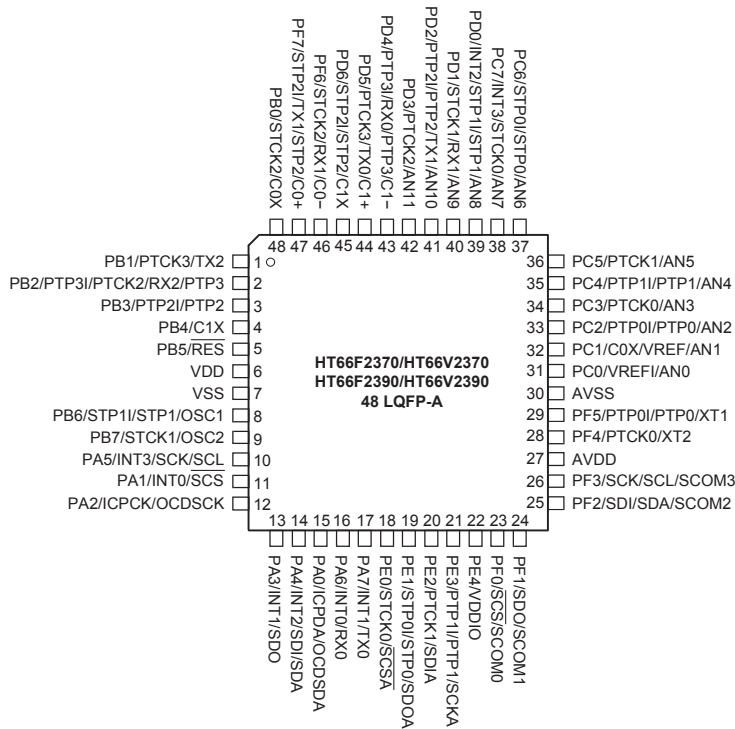 PB0/STCK2/C0X
PF7/STP2I/TX1/STP2/C0+
PF6/STCK2/RX1/C0−
PD6/STP2I/STP2/C1X
PD5/PTCK3/TX0/C1+
PD4/PTP3I/RX0/PTP3/C1−
PD3/PTCK2/AN11
PD2/PTP2I/PTP2/TX1/AN10
PD1/STCK1/RX1/AN9
PD0/INT2/STP1I/STP1/AN8
PC7/INT3/STCK0/AN7
PC6/STP0I/STP0/AN6
48 47 46 45 44 43 42 41 40 39 38 37
PB1/PTCK3/TX2 1
PB2/PTP3I/PTCK2/RX2/PTP3 2
PB3/PTP2I/PTP2 3
PB4/C1X 4
PB5/RES 5
VDD 6
VSS 7
PB6/STP1I/STP1/OSC1 8
PB7/STCK1/OSC2 9
PA5/INT3/SCK/SCL 10
PA1/INT0/SCS 11
PA2/ICPCK/OCDSCK 12
HT66F2370/HT66V2370
HT66F2390/HT66V2390
48 LQFP-A
36 PC5/PTCK1/AN5
35 PC4/PTP1I/PTP1/AN4
34 PC3/PTCK0/AN3
33 PC2/PTP0I/PTP0/AN2
32 PC1/C0X/VREF/AN1
31 PC0/VREFI/AN0
30 AVSS
29 PF5/PTP0I/PTP0/XT1
28 PF4/PTCK0/XT2
27 AVDD
26 PF3/SCK/SCL/SCOM3
25 PF2/SDI/SDA/SCOM2
13 14 15 16 17 18 19 20 21 22 23 24
PA3/INT1/SDO
PA4/INT2/SDI/SDA
PA0/ICPDA/OCDSDA
PA6/INT0/RX0
PA7/INT1/TX0
PE0/STCK0/SCSA
PE1/STP0I/STP0/SDOA
PE2/PTCK1/SDIA
PE3/PTP1I/PTP1/SCKA
PE4/VDDIO
PF0/SCS/SCOM0
PF1/SDO/SCOM1